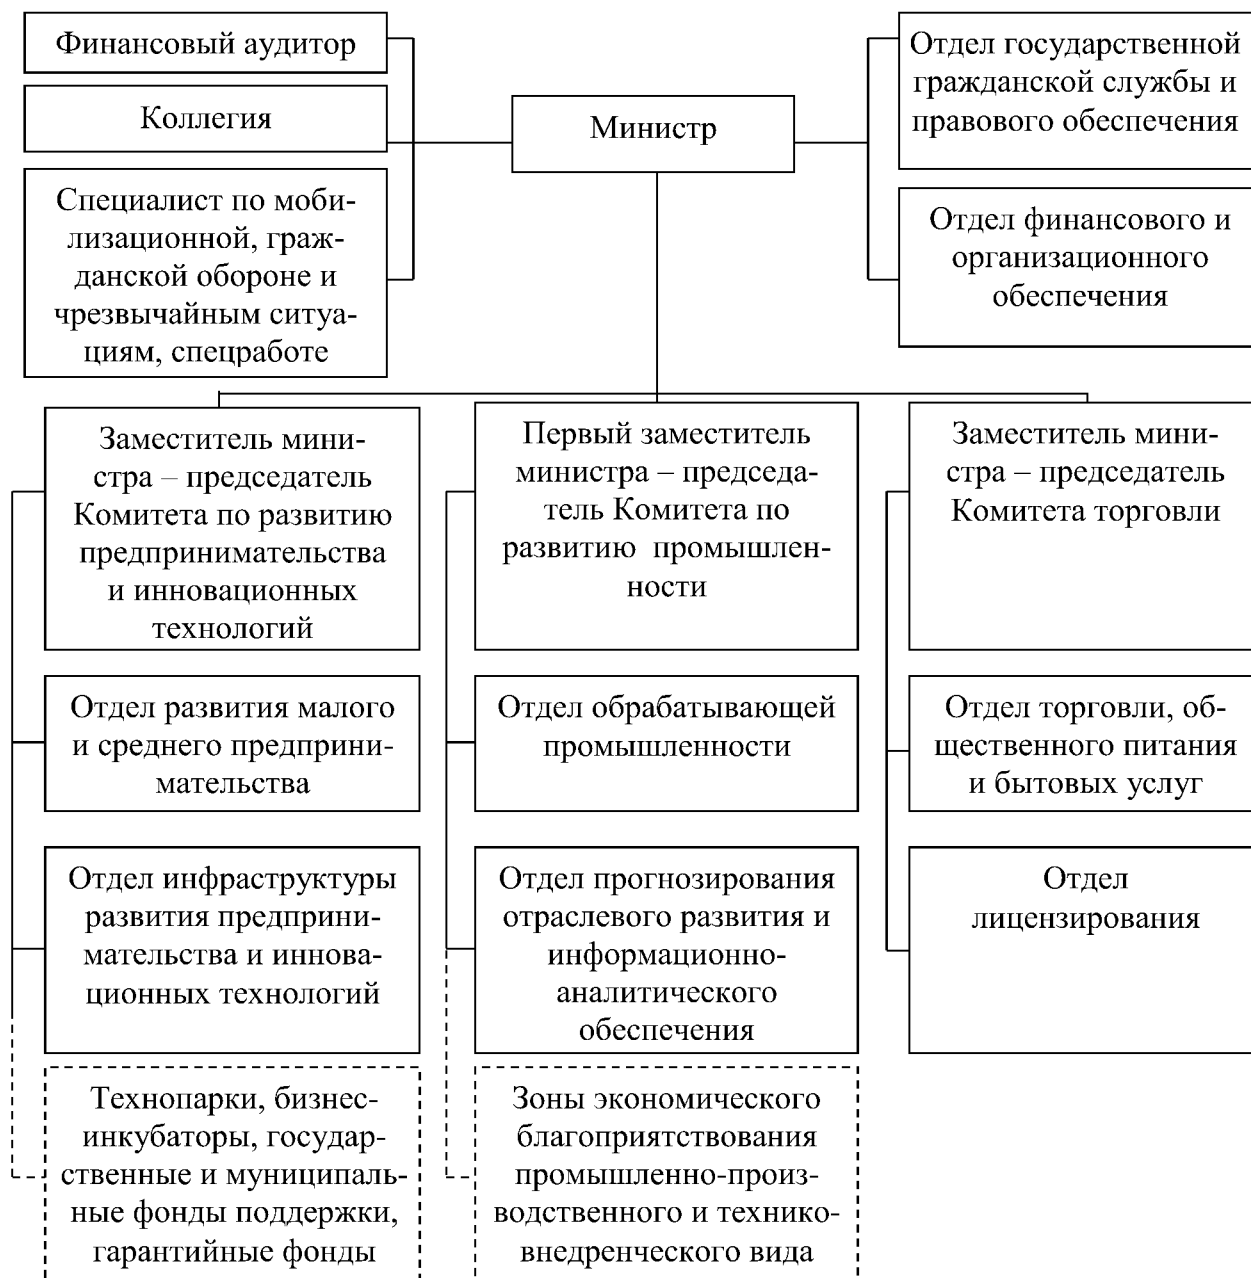 Финансовый аудитор
Коллегия
Специалист по моби-
лизационной, граж-
данской обороне и
чрезвычайным ситуа-
циям, спецработе
Министр
Отдел государственной
гражданской службы и
правового обеспечения
Отдел финансового и
организационного
обеспечения
Заместитель мини-
стра – председатель
Комитета по развитию
предпринимательства
и инновационных
технологий
Первый заместитель
министра – председа-
тель Комитета по
развитию промышлен-
ности
Заместитель мини-
стра – председатель
Комитета торговли
Отдел развития малого
и среднего предприни-
мательства
Отдел обрабатывающей
промышленности
Отдел торговли, об-
щественного питания
и бытовых услуг
Отдел инфраструктуры
развития предприни-
мательства и иннова-
ционных технологий
Отдел прогнозирования
отраслевого развития и
информационно-
аналитического
обеспечения
Отдел
лицензирования
Технопарки, бизнес-
инкубаторы, государ-
ственные и муниципаль-
ные фонды поддержки,
гарантийные фонды
Зоны экономического
благоприятствования
промышленно-произ-
водственного и технико-
внедренческого вида